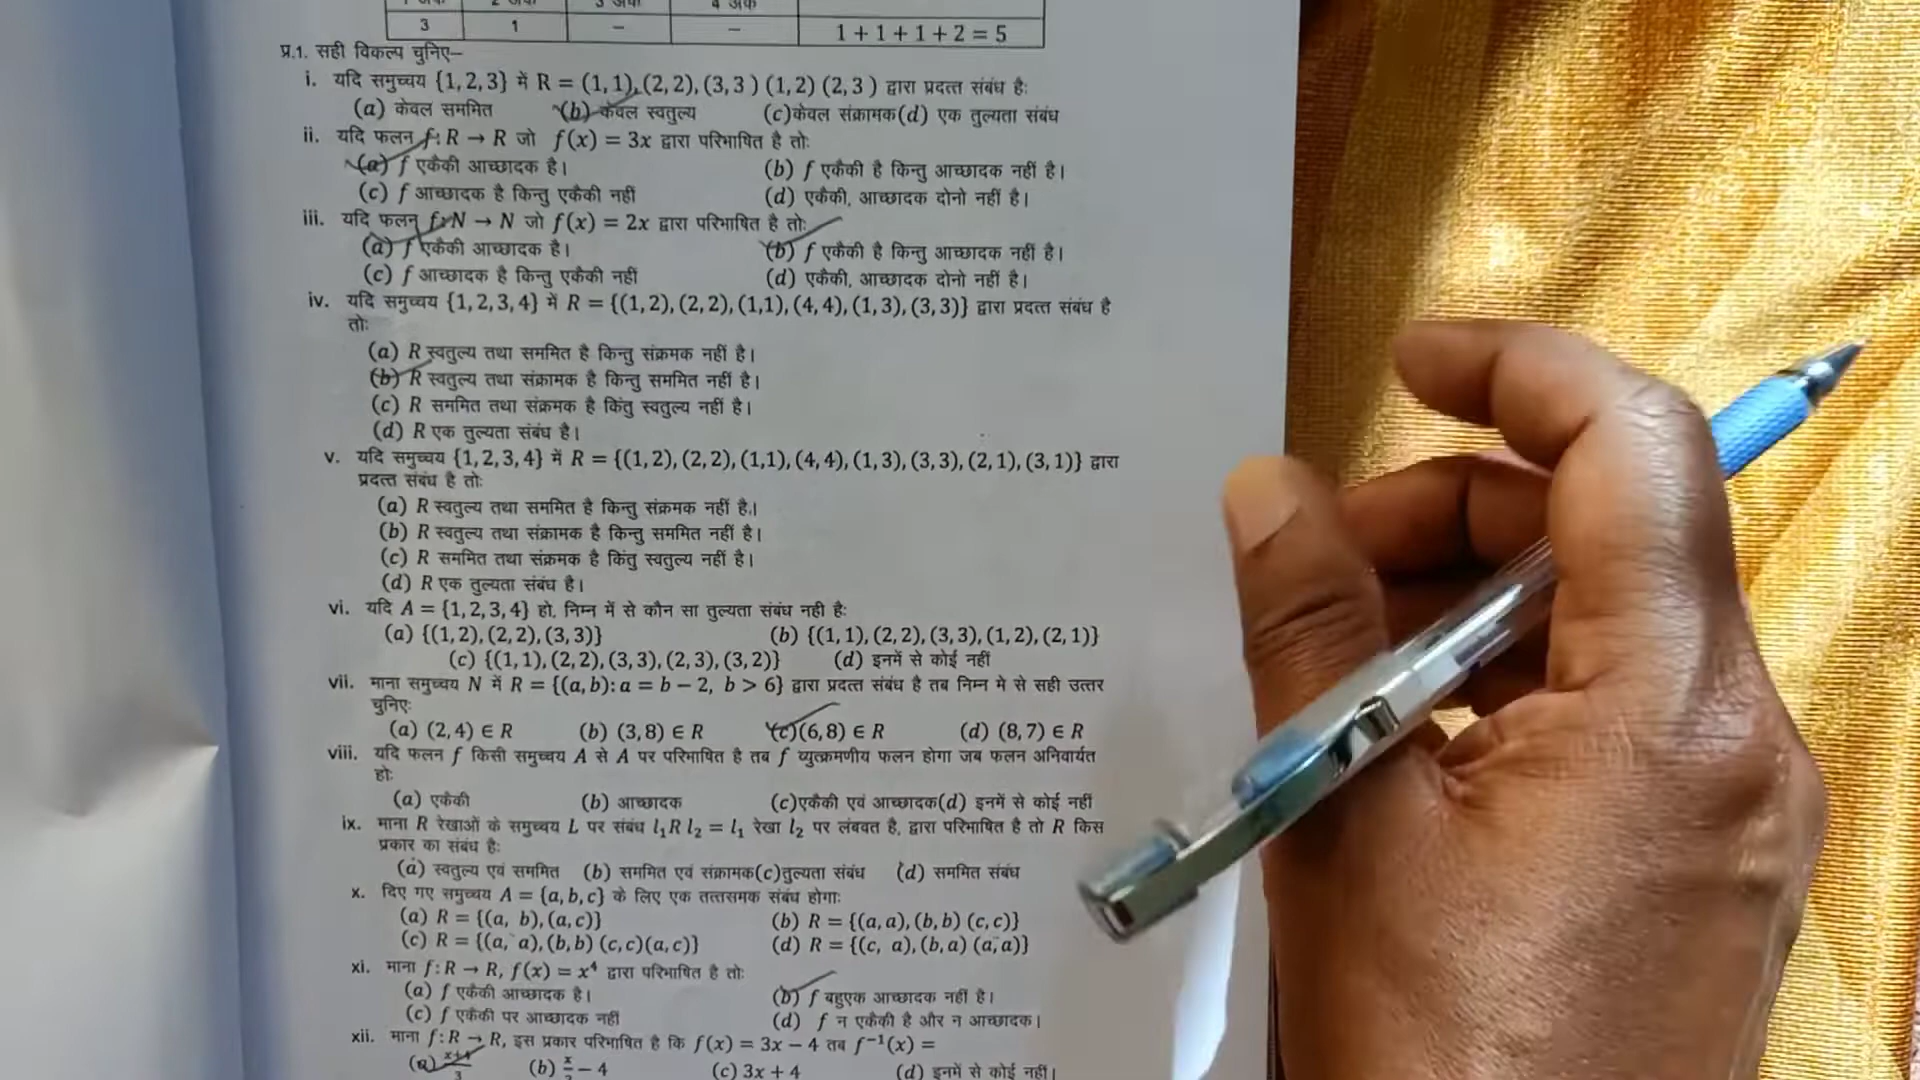 3 1 – – 1+1+1+2 = 5
प्र.1. सही विकल्प चुनिए–
i. यदि समुच्चय {1, 2, 3} में R = (1, 1), (2, 2), (3, 3 ) (1, 2) (2, 3 ) द्वारा प्रदत्त संबंध है:
(a) केवल सममित (b) केवल स्वतुल्य (c)केवल संक्रामक(d) एक तुल्यता संबंध
ii. यदि फलन f: R → R जो f(x) = 3x द्वारा परिभाषित है तो:
(a) f एकैकी आच्छादक है। (b) f एकैकी है किन्तु आच्छादक नहीं है।
(c) f आच्छादक है किन्तु एकैकी नहीं (d) एकैकी, आच्छादक दोनो नहीं है।
iii. यदि फलन f: N → N जो f(x) = 2x द्वारा परिभाषित है तो:
(a) f एकैकी आच्छादक है। (b) f एकैकी है किन्तु आच्छादक नहीं है।
(c) f आच्छादक है किन्तु एकैकी नहीं (d) एकैकी, आच्छादक दोनो नहीं है।
iv. यदि समुच्चय {1, 2, 3, 4} में R = {(1, 2), (2, 2), (1,1), (4, 4), (1, 3), (3, 3)} द्वारा प्रदत्त संबंध है
तो:
(a) R स्वतुल्य तथा सममित है किन्तु संक्रमक नहीं है।
(b) R स्वतुल्य तथा संक्रामक है किन्तु सममित नहीं है।
(c) R सममित तथा संक्रमक है किंतु स्वतुल्य नहीं है।
(d) R एक तुल्यता संबंध है।
v. यदि समुच्चय {1, 2, 3, 4} में R = {(1, 2), (2, 2), (1,1), (4, 4), (1, 3), (3, 3), (2, 1), (3, 1)} द्वारा
प्रदत्त संबंध है तो:
(a) R स्वतुल्य तथा सममित है किन्तु संक्रमक नहीं है।
(b) R स्वतुल्य तथा संक्रामक है किन्तु सममित नहीं है।
(c) R सममित तथा संक्रमक है किंतु स्वतुल्य नहीं है।
(d) R एक तुल्यता संबंध है।
vi. यदि A = {1, 2, 3, 4} हो, निम्न में से कौन सा तुल्यता संबंध नही है:
(a) {(1, 2), (2, 2), (3, 3)} (b) {(1, 1), (2, 2), (3, 3), (1, 2), (2, 1)}
(c) {(1, 1), (2, 2), (3, 3), (2, 3), (3, 2)} (d) इनमें से कोई नहीं
vii. माना समुच्चय N में R = {(a, b): a = b − 2, b > 6} द्वारा प्रदत्त संबंध है तब निम्न मे से सही उत्तर
चुनिए:
(a) (2, 4) ∈ R (b) (3, 8) ∈ R (c)(6, 8) ∈ R (d) (8, 7) ∈ R
viii. यदि फलन f किसी समुच्चय A से A पर परिभाषित है तब f व्युत्क्रमणीय फलन होगा जब फलन अनिवार्यत
हो:
(a) एकैकी (b) आच्छादक (c)एकैकी एवं आच्छादक(d) इनमें से कोई नहीं
ix. माना R रेखाओं के समुच्चय L पर संबंध l₁R l₂ = l₁ रेखा l₂ पर लंबवत है, द्वारा परिभाषित है तो R किस
प्रकार का संबंध है:
(a) स्वतुल्य एवं सममित (b) सममित एवं संक्रामक(c)तुल्यता संबंध (d) सममित संबंध
x. दिए गए समुच्चय A = {a, b, c} के लिए एक तत्तसमक संबंध होगा:
(a) R = {(a, b), (a, c)} (b) R = {(a, a), (b, b) (c, c)}
(c) R = {(a, a), (b, b) (c, c)(a, c)} (d) R = {(c, a), (b, a) (a, a)}
xi. माना f: R → R, f(x) = x⁴ द्वारा परिभाषित है तो:
(a) f एकैकी आच्छादक है। (b) f बहुएक आच्छादक नहीं है।
(c) f एकैकी पर आच्छादक नहीं (d) f न एकैकी है और न आच्छादक।
xii. माना f: R → R, इस प्रकार परिभाषित है कि f(x) = 3x − 4 तब f⁻¹(x) =
(a) (x+4)/3 (b) − 4 (c) 3x + 4 (d) इनमें से कोई नहीं।